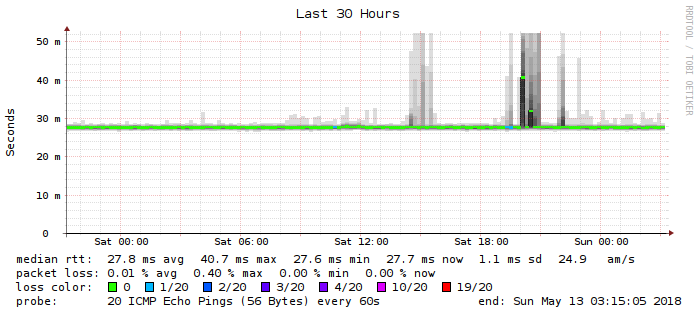 Last 30 Hours
RRDTOOL / TOBI OETIKER
Seconds
50 m
40 m
30 m
20 m
10 m
0
Sat 00:00 Sat 06:00 Sat 12:00 Sat 18:00 Sun 00:00
median rtt: 27.8 ms avg 40.7 ms max 27.6 ms min 27.7 ms now 1.1 ms sd 24.9 am/s
packet loss: 0.01 % avg 0.40 % max 0.00 % min 0.00 % now
loss color: 0 1/20 2/20 3/20 4/20 10/20 19/20
probe: 20 ICMP Echo Pings (56 Bytes) every 60s end: Sun May 13 03:15:05 2018